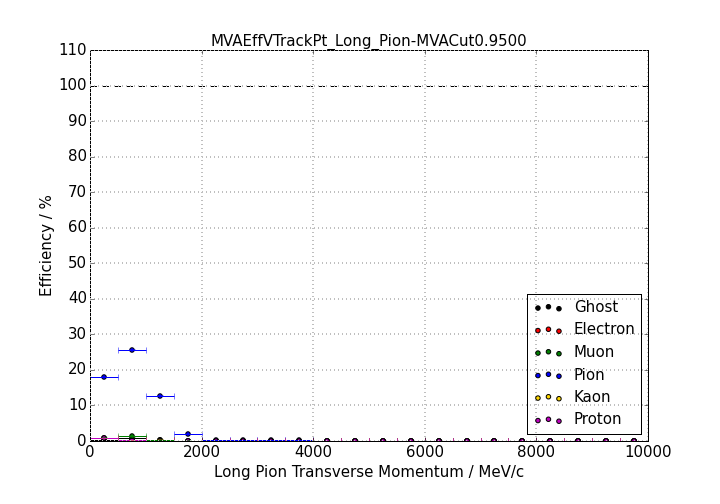 MVAEffVTrackPt_Long_Pion-MVACut0.9500
110
100
90
80
70
60
50
40
30
20
10
0
Efficiency / %
Ghost
Electron
Muon
Pion
Kaon
Proton
0 2000 4000 6000 8000 10000
Long Pion Transverse Momentum / MeV/c